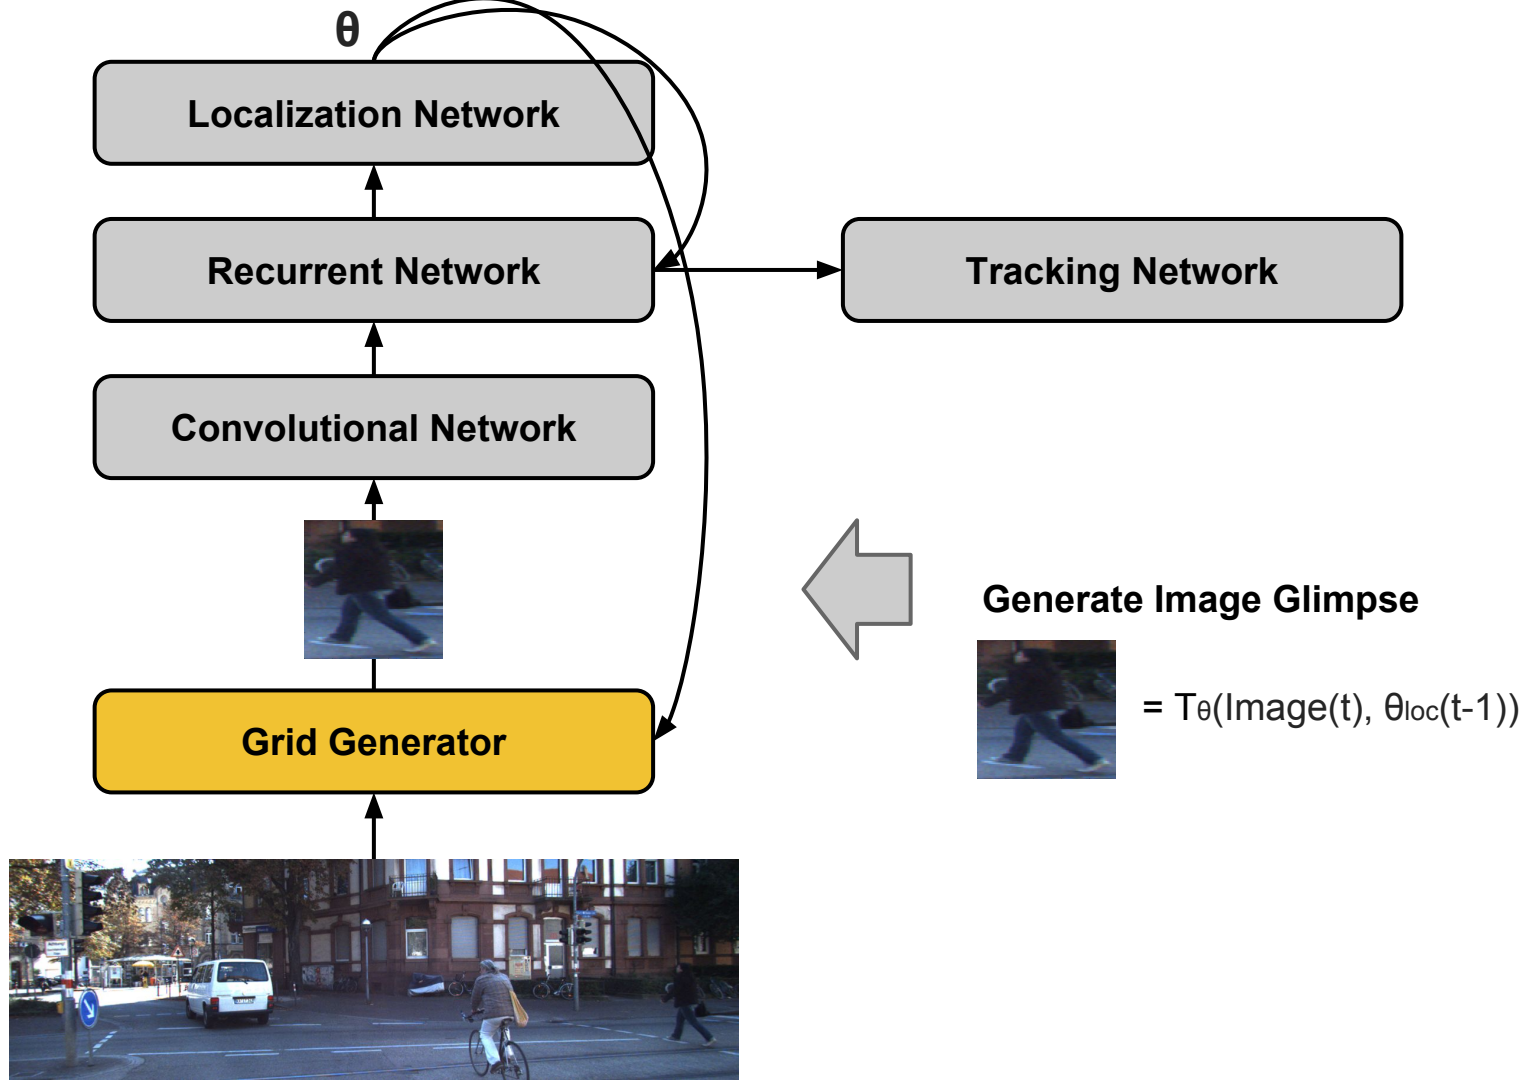 θ
Localization Network
Recurrent Network
Tracking Network
Convolutional Network
Generate Image Glimpse
= Tθ(Image(t), θloc(t-1))
Grid Generator